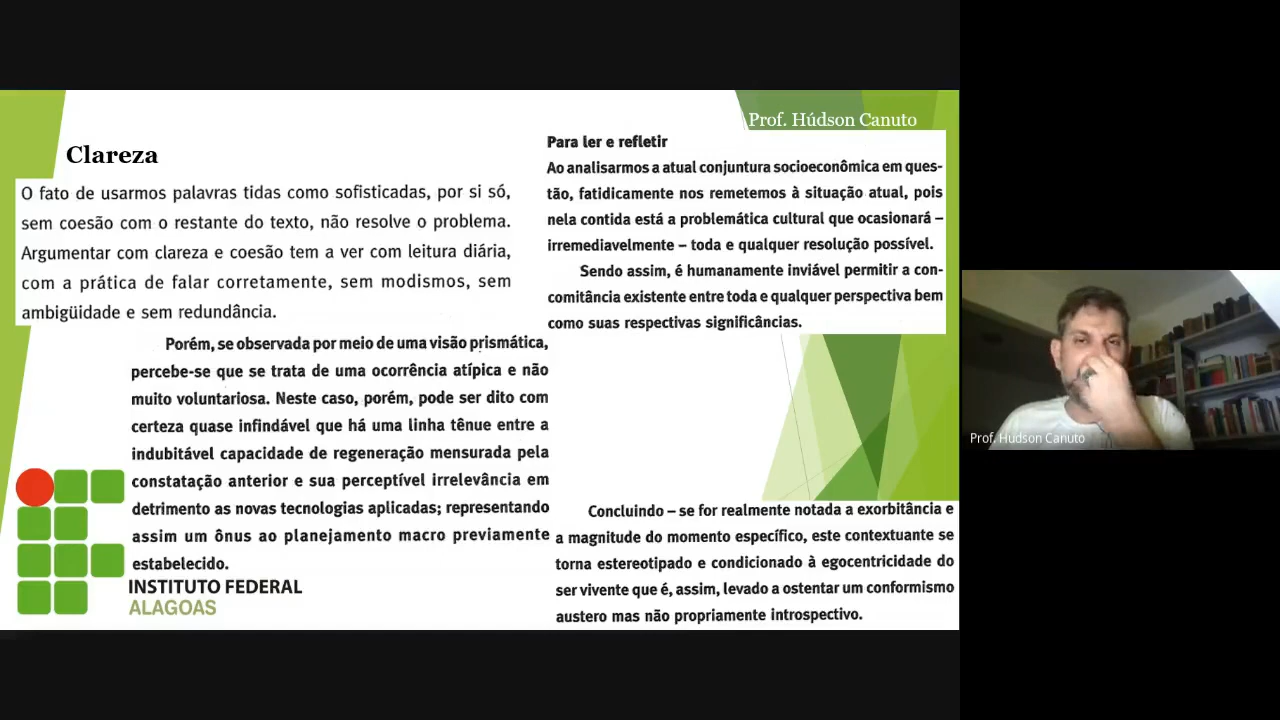 Prof. Húdson Canuto
Clareza
O fato de usarmos palavras tidas como sofisticadas, por si só,
sem coesão com o restante do texto, não resolve o problema.
Argumentar com clareza e coesão tem a ver com leitura diária,
com a prática de falar corretamente, sem modismos, sem
ambigüidade e sem redundância.
Para ler e refletir
Ao analisarmos a atual conjuntura socioeconômica em ques-
tão, fatidicamente nos remetemos à situação atual, pois
nela contida está a problemática cultural que ocasionará –
irremediavelmente – toda e qualquer resolução possível.
Sendo assim, é humanamente inviável permitir a con-
comitância existente entre toda e qualquer perspectiva bem
como suas respectivas significâncias.
Porém, se observada por meio de uma visão prismática,
percebe-se que se trata de uma ocorrência atípica e não
muito voluntariosa. Neste caso, porém, pode ser dito com
certeza quase infindável que há uma linha tênue entre a
indubitável capacidade de regeneração mensurada pela
constatação anterior e sua perceptível irrelevância em
detrimento as novas tecnologias aplicadas; representando
assim um ônus ao planejamento macro previamente
estabelecido.
Concluindo – se for realmente notada a exorbitância e
a magnitude do momento específico, este contextuante se
torna estereotipado e condicionado à egocentricidade do
ser vivente que é, assim, levado a ostentar um conformismo
austero mas não propriamente introspectivo.
INSTITUTO FEDERAL
ALAGOAS
Prof. Hudson Canuto